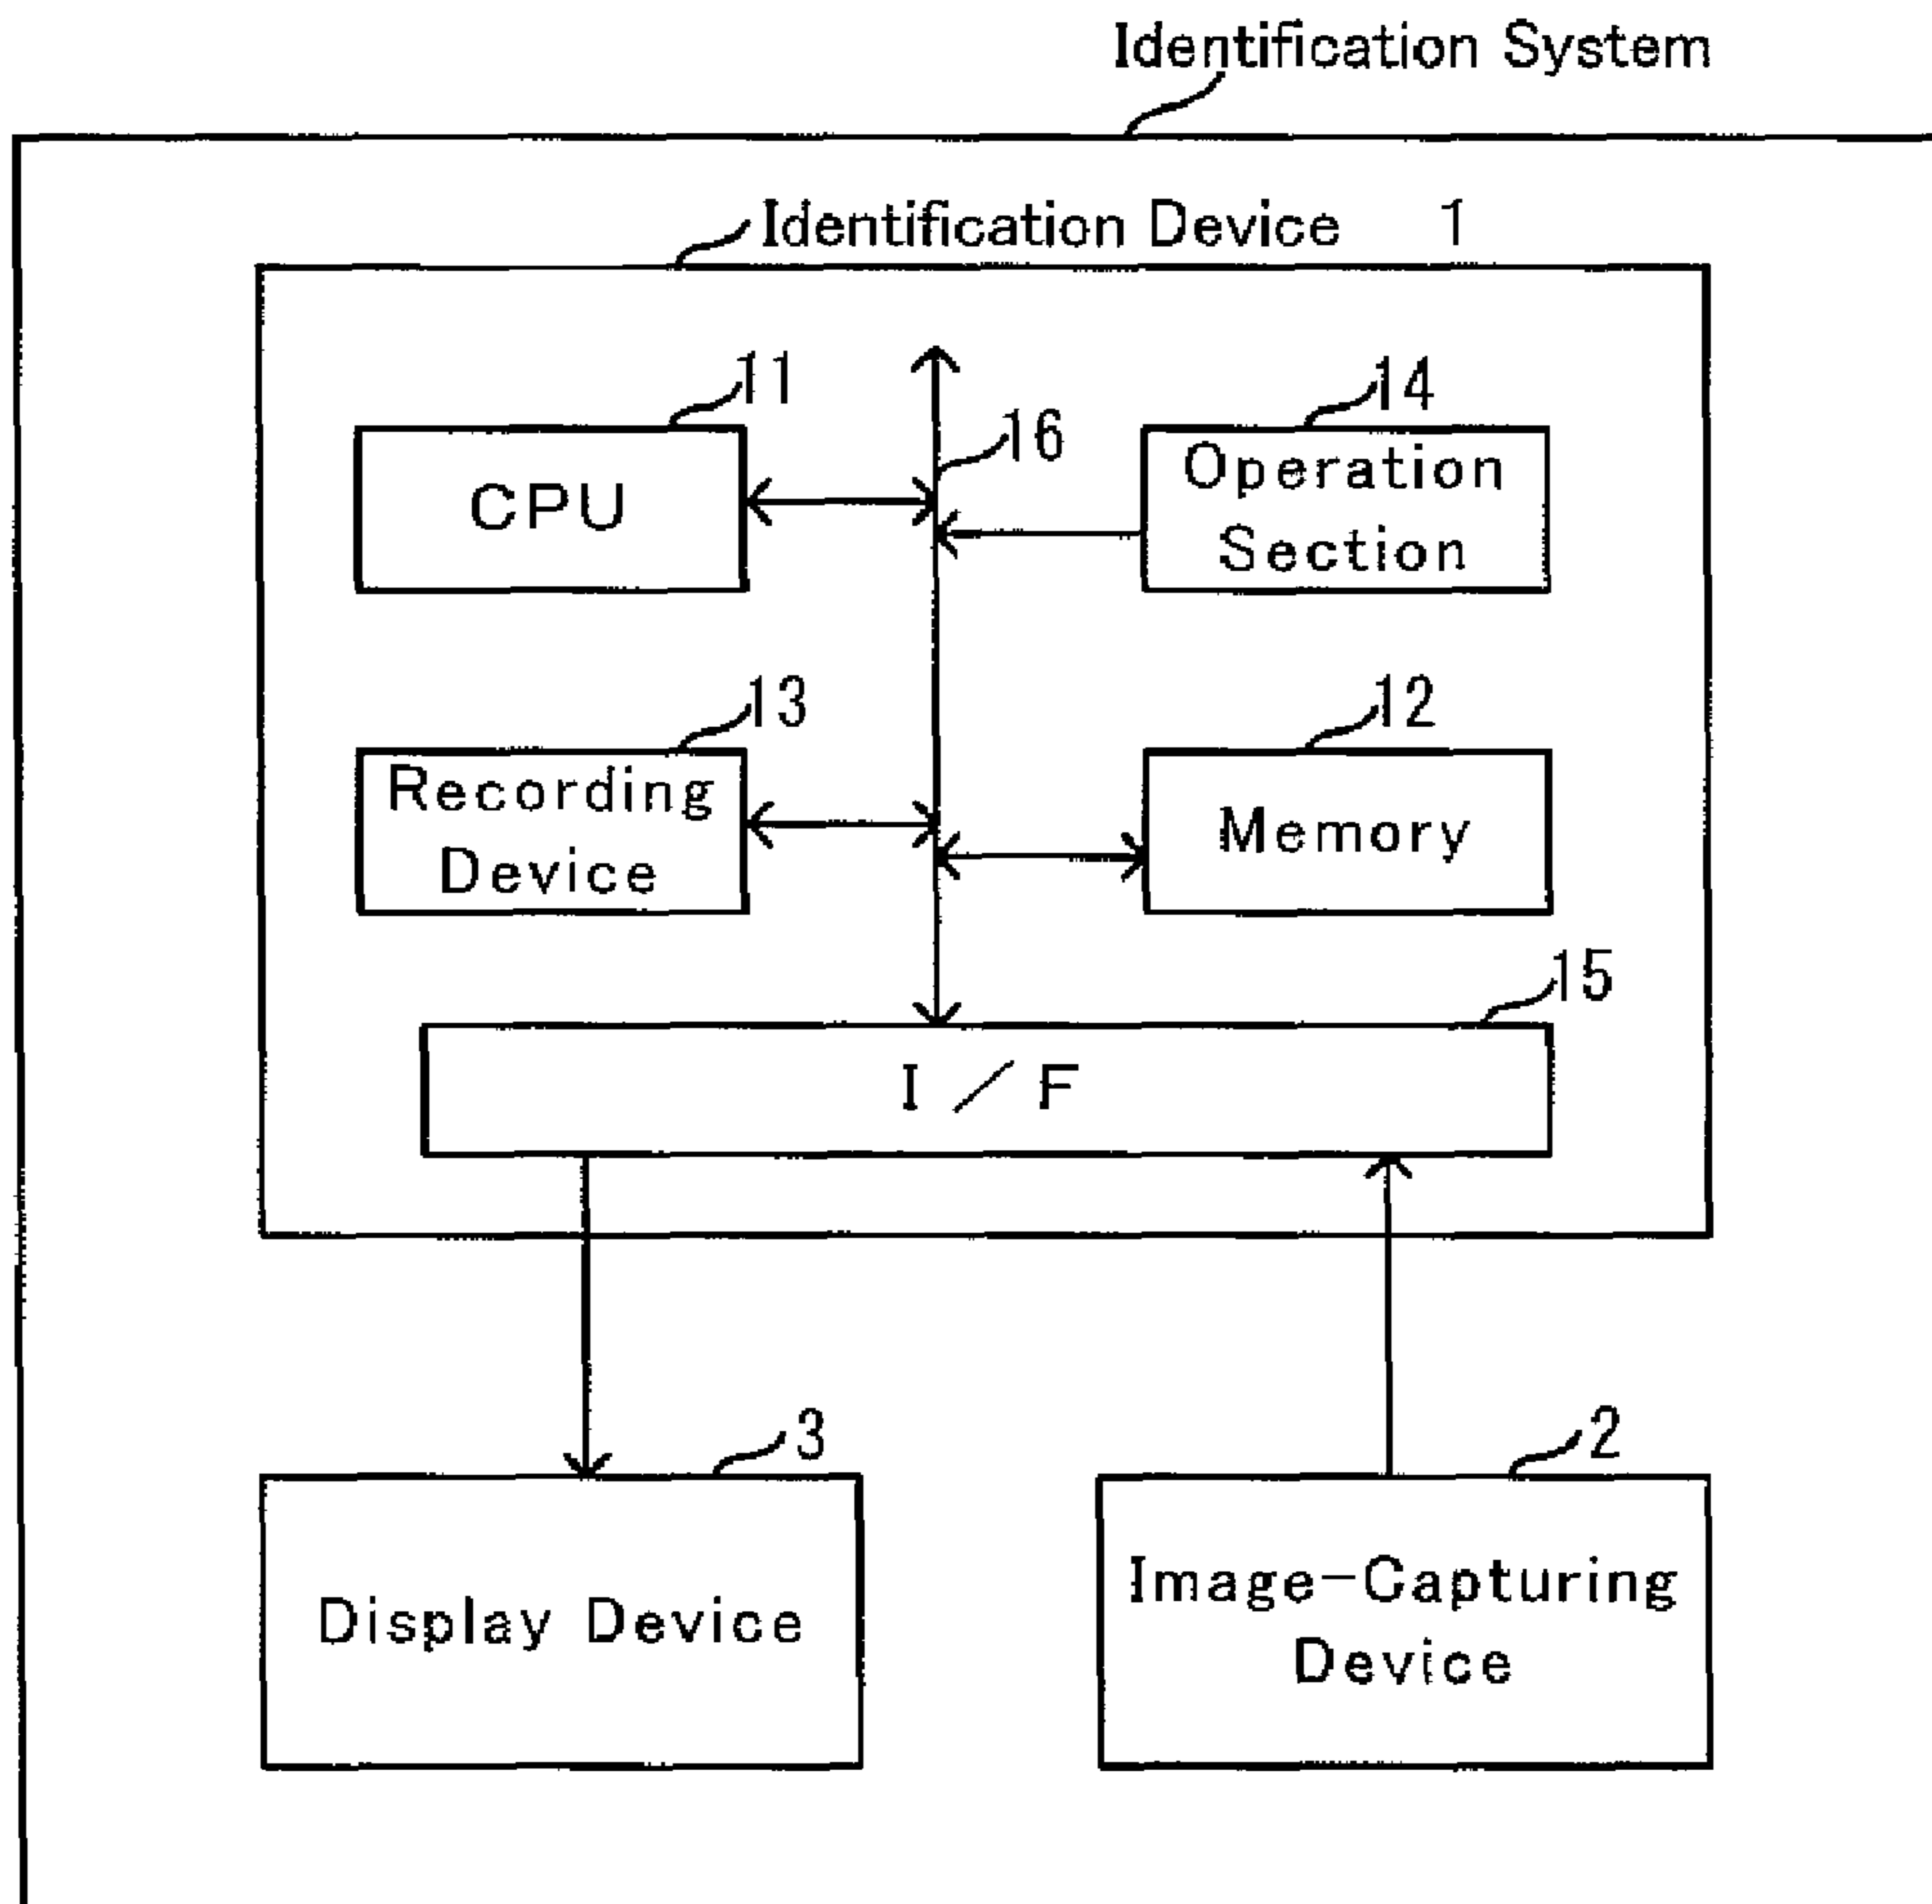 Identification System
Identification Device 1
11
14
16
CPU
Operation
Section
13
12
Recording
Device
Memory
15
I/F
3
2
Display Device
Image-Capturing
Device